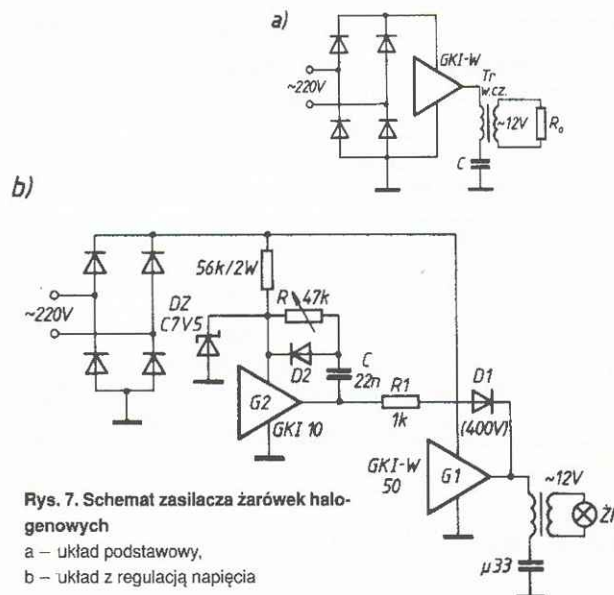 a)
GKI-W
Tr
w.cz.
~220V
~12V
R₀
C
b)
56k/2W
R 47k
DZ
C7V5
~220V
D2
C
22n
R1
1k
D1
(400V)
G2
GKI 10
GKI-W
50
G1
~12V
µ33
Rys. 7. Schemat zasilacza żarówek halo-
genowych
a – układ podstawowy,
b – układ z regulacją napięcia